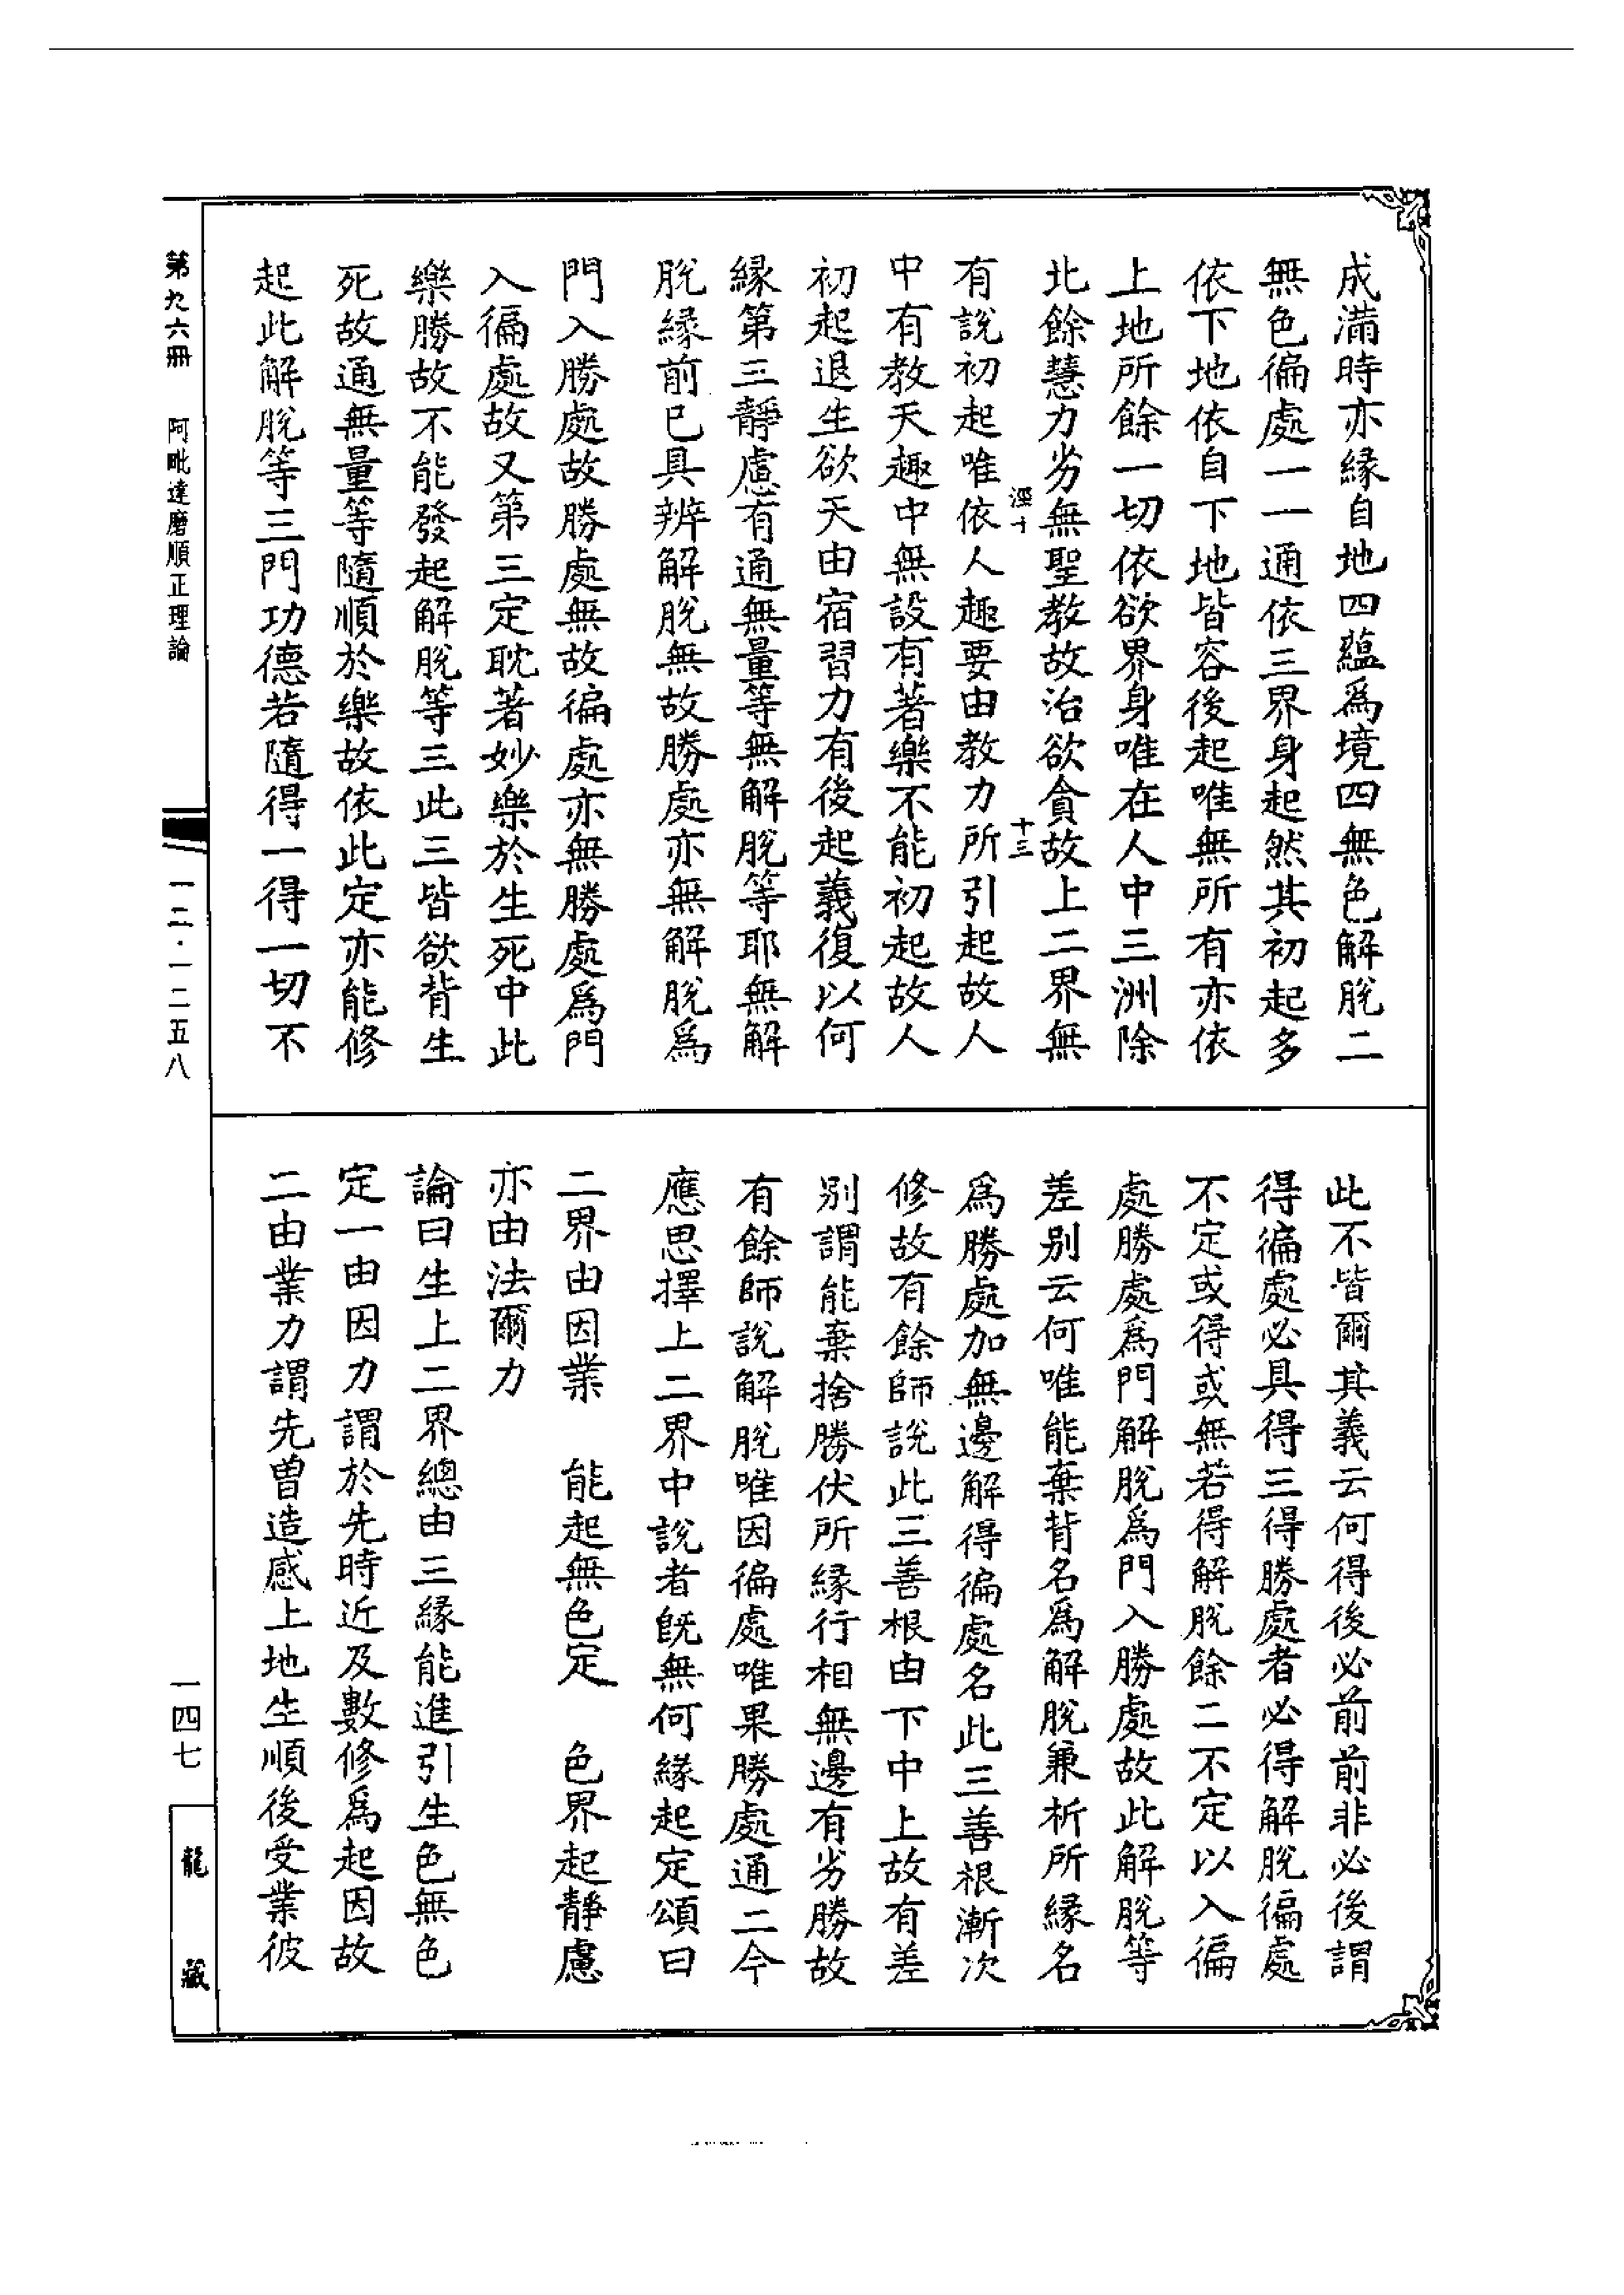 成滿時亦緣自地四蘊爲境四無色解脫二
無色徧處一一通依三界身起然其初起多
依下地依自下地皆容後起唯無所有亦依
上地所餘一切依欲界身唯在人中三洲除
北餘慧力劣無聖教故治欲貪故上二界無
十三
有說初起唯依人趣要由教力所引起故人
中有教天趣中無設有著樂不能初起故人
初起退生欲天由宿習力有後起義復以何
緣第三靜慮有通無量等無解脫等耶無解
脫緣前已具辨解脫無故勝處亦無解脫爲
門入勝處故勝處無故徧處亦無勝處爲門
入徧處故又第三定耽著妙樂於生死中此
樂勝故不能發起解脫等三此三皆欲背生
死故通無量等隨順於樂故依此定亦能修
起此解脫等三門功德若隨得一得一切不
此不皆爾其義云何得後必前前非必後謂
得徧處必具得三得勝處者必得解脫徧處
不定或得或無若得解脫餘二不定以入徧
處勝處爲門解脫爲門入勝處故此解脫等
差别云何唯能棄背名爲解脫兼析所緣名
爲勝處加無邊解得徧處名此三善根漸次
修故有餘師說此三善根由下中上故有差
别謂能棄捨勝伏所緣行相無邊有劣勝故
有餘師說解脫唯因徧處唯果勝處通二今
應思擇上二界中說者旣無何緣起定頌曰
二界由因業　能起無色定　色界起靜慮
亦由法爾力
論曰生上二界總由三緣能進引生色無色
定一由因力謂於先時近及數修爲起因故
二由業力謂先曾造感上地生順後受業彼
第九六冊　阿毗達磨順正理論
一二·一二五八
一四七
龍藏